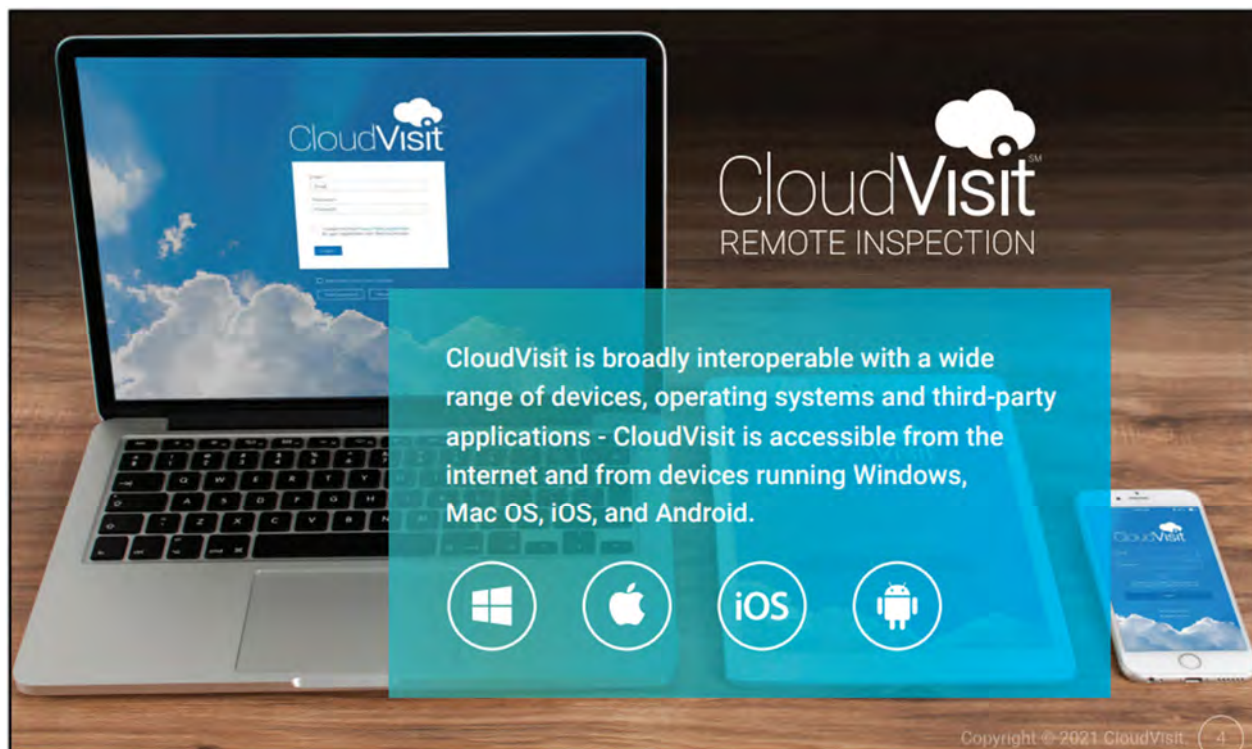 CloudVisit
CloudVisit SM
REMOTE INSPECTION
CloudVisit is broadly interoperable with a wide
range of devices, operating systems and third-party
applications - CloudVisit is accessible from the
internet and from devices running Windows,
Mac OS, iOS, and Android.
iOS
CloudVisit
Copyright © 2021 CloudVisit 4